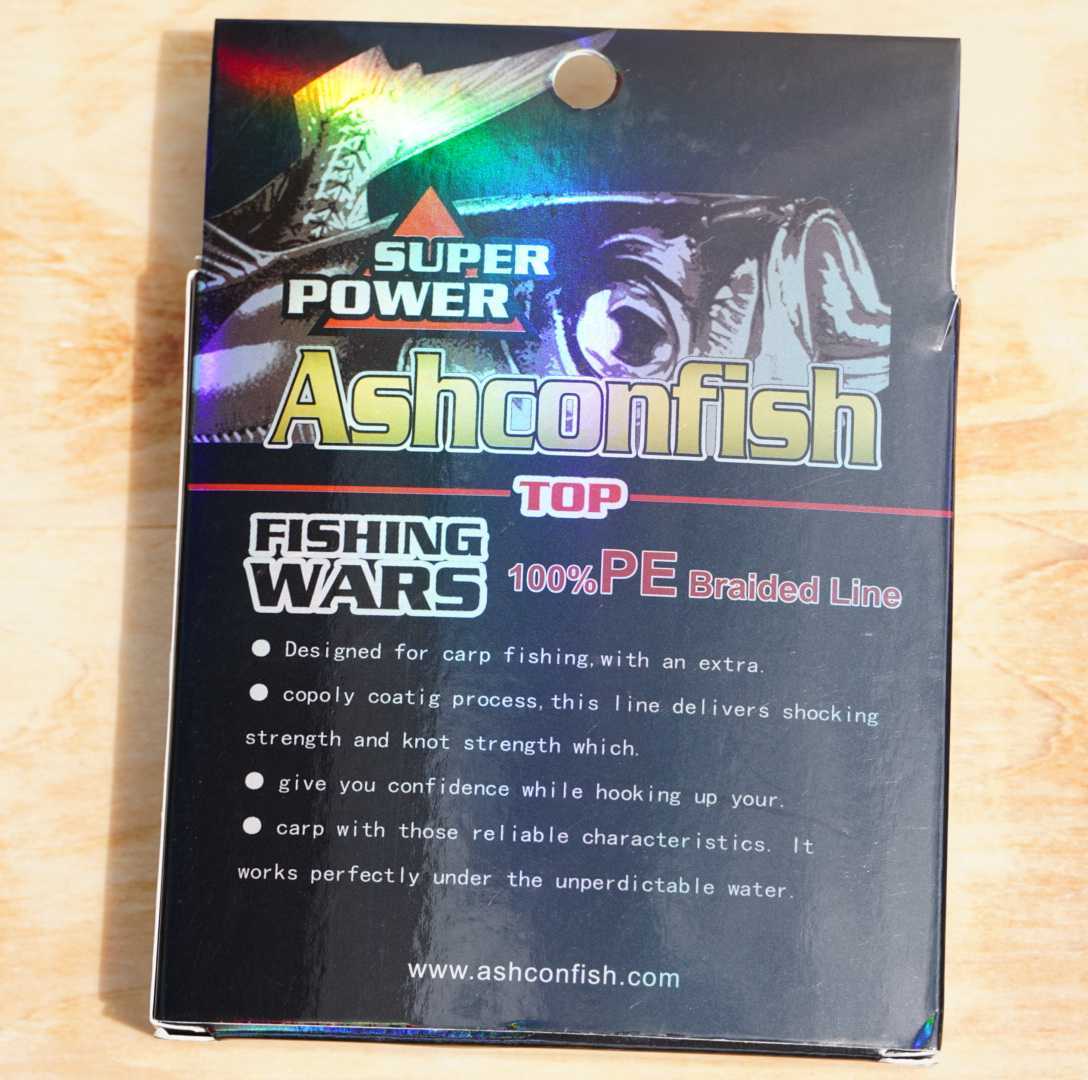 SUPER
POWER
Ashconfish
TOP
FISHING
WARS
100%PE Braided Line
● Designed for carp fishing,with an extra.
● copoly coatig process,this line delivers shocking
strength and knot strength which.
● give you confidence while hooking up your.
● carp with those reliable characteristics. It
works perfectly under the unperdictable water.
www.ashconfish.com